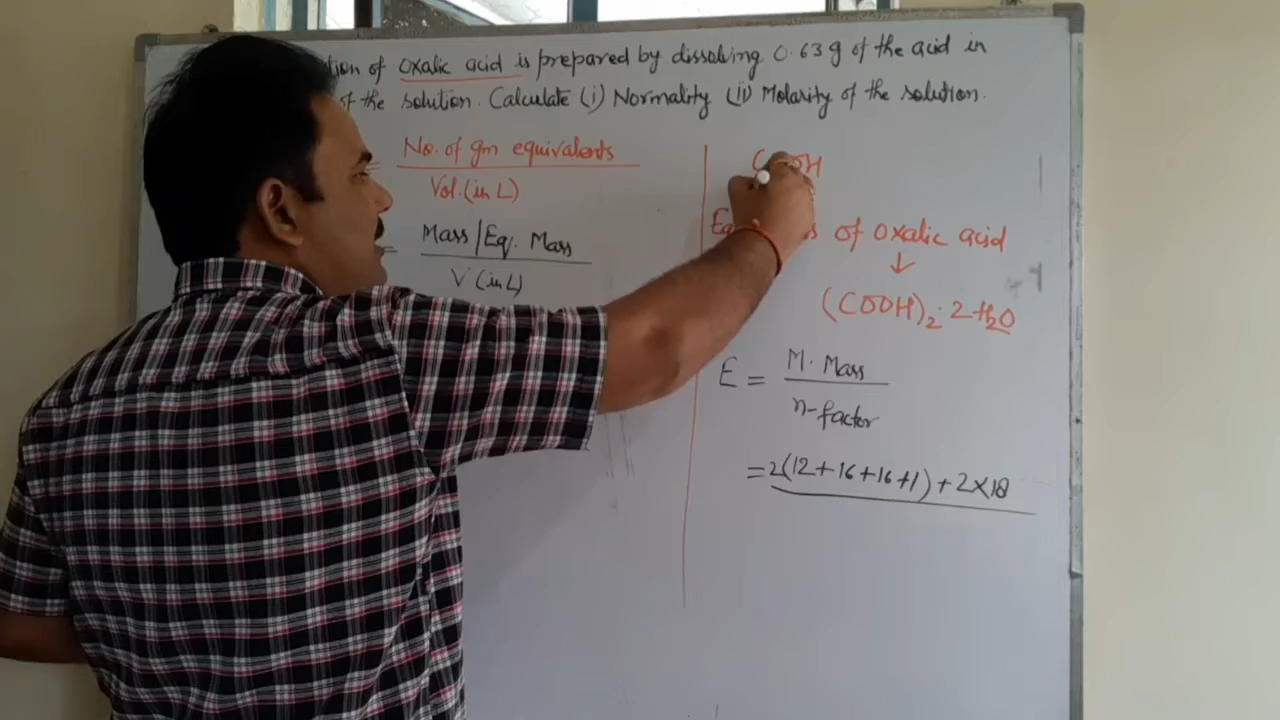 of oxalic acid is prepared by dissolving 0.63 g of the acid in
of the solution. Calculate (i) Normality (ii) Molarity of the solution.
= No. of gm equivalents
Vol. (in L)
= Mass/Eq. Mass
V (in L)
COOH
of oxalic acid
↓
(COOH)2·2H2O
E = M. Mass
n-factor
= 2(12+16+16+1)+2×18